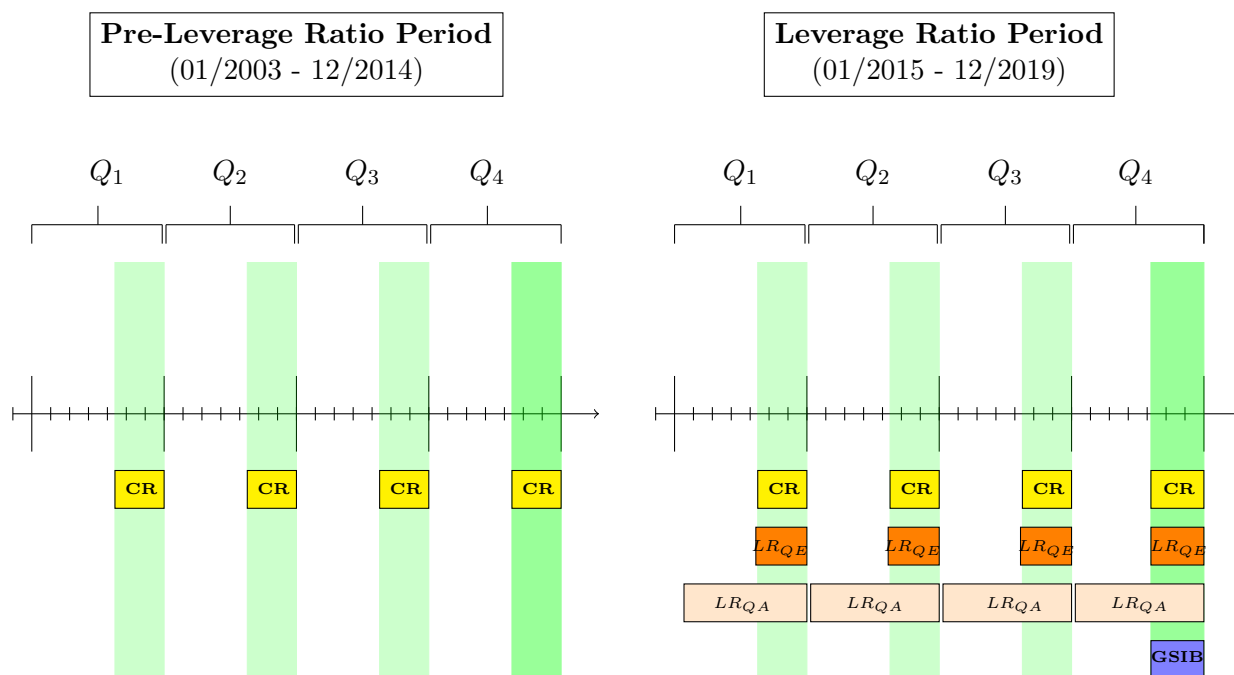 Pre-Leverage Ratio Period
(01/2003 - 12/2014)
Leverage Ratio Period
(01/2015 - 12/2019)
Q1 Q2 Q3 Q4
Q1 Q2 Q3 Q4
CR CR CR CR
CR CR CR CR
LRQE LRQE LRQE LRQE
LRQA LRQA LRQA LRQA
GSIB